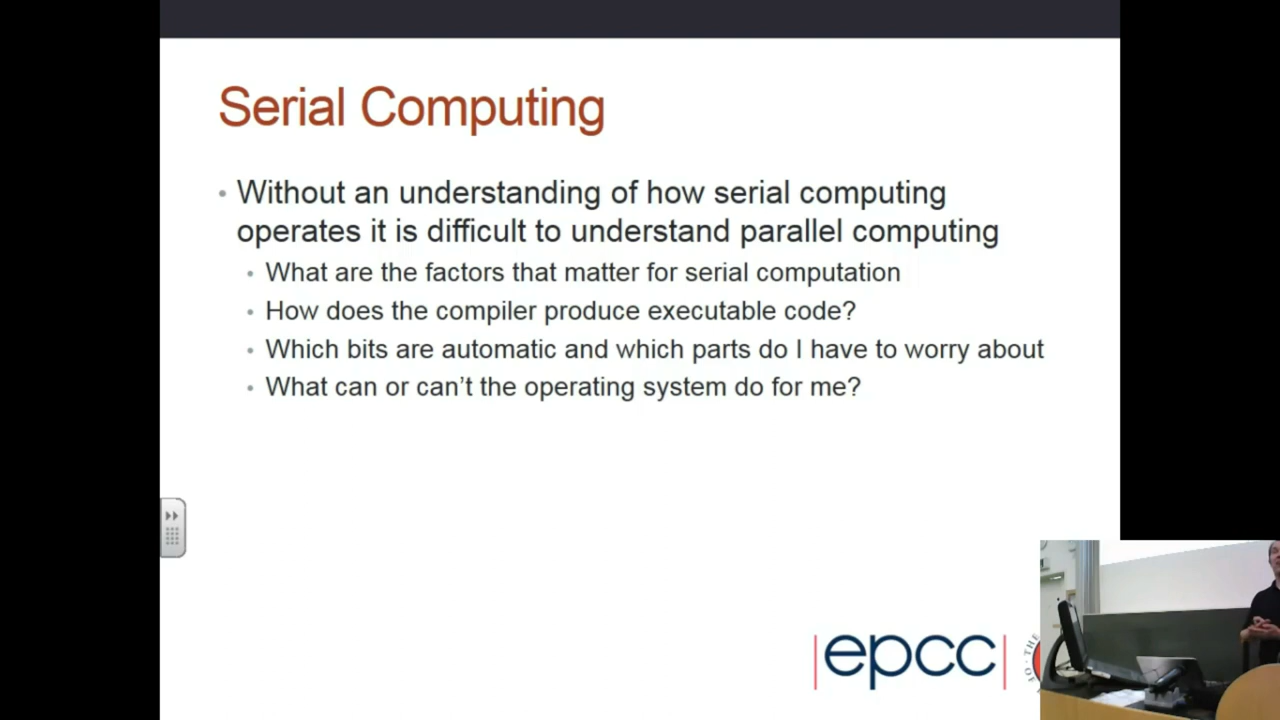 Serial Computing
• Without an understanding of how serial computing
operates it is difficult to understand parallel computing
• What are the factors that matter for serial computation
• How does the compiler produce executable code?
• Which bits are automatic and which parts do I have to worry about
• What can or can't the operating system do for me?
|epcc|
THE